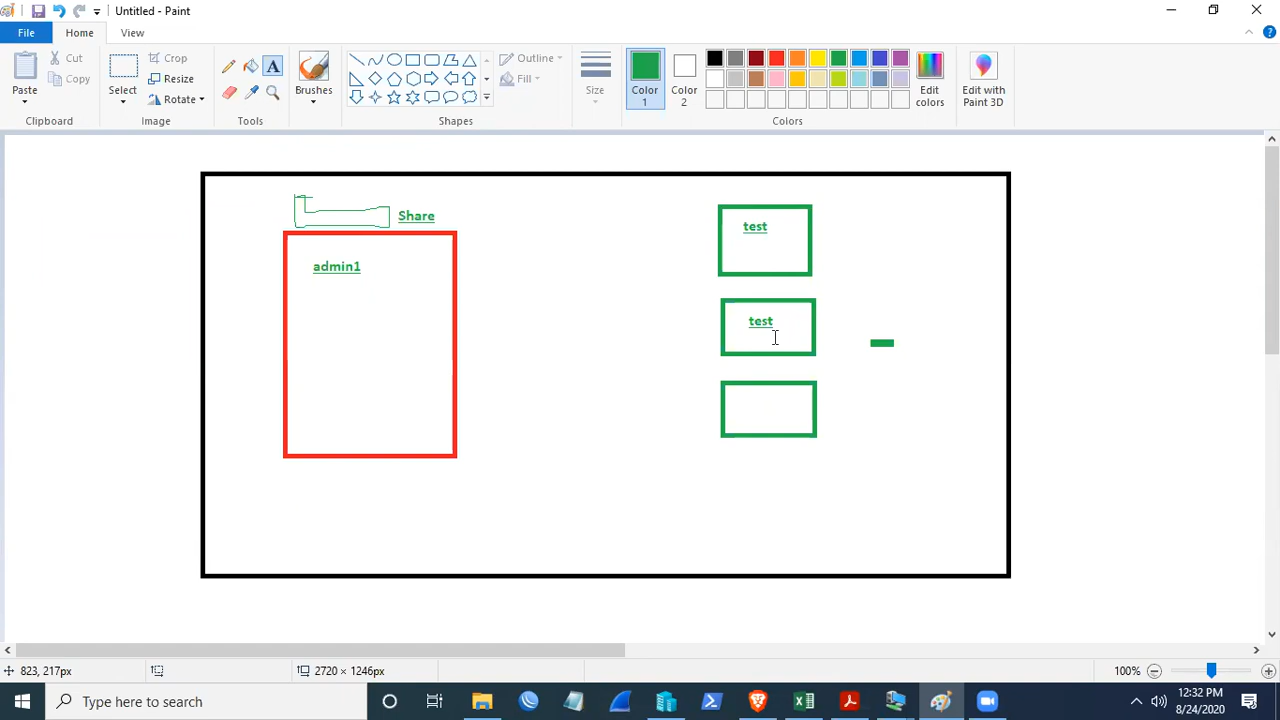 Untitled - Paint
File
Home
View
Paste
Cut
Copy
Clipboard
Select
Crop
Resize
Rotate
Image
A
Tools
Brushes
Shapes
Outline
Fill
Size
Color 1
Color 2
Colors
Edit colors
Edit with Paint 3D
Share
admin1
test
test
823, 217px
2720 × 1246px
100%
Type here to search
12:32 PM
8/24/2020